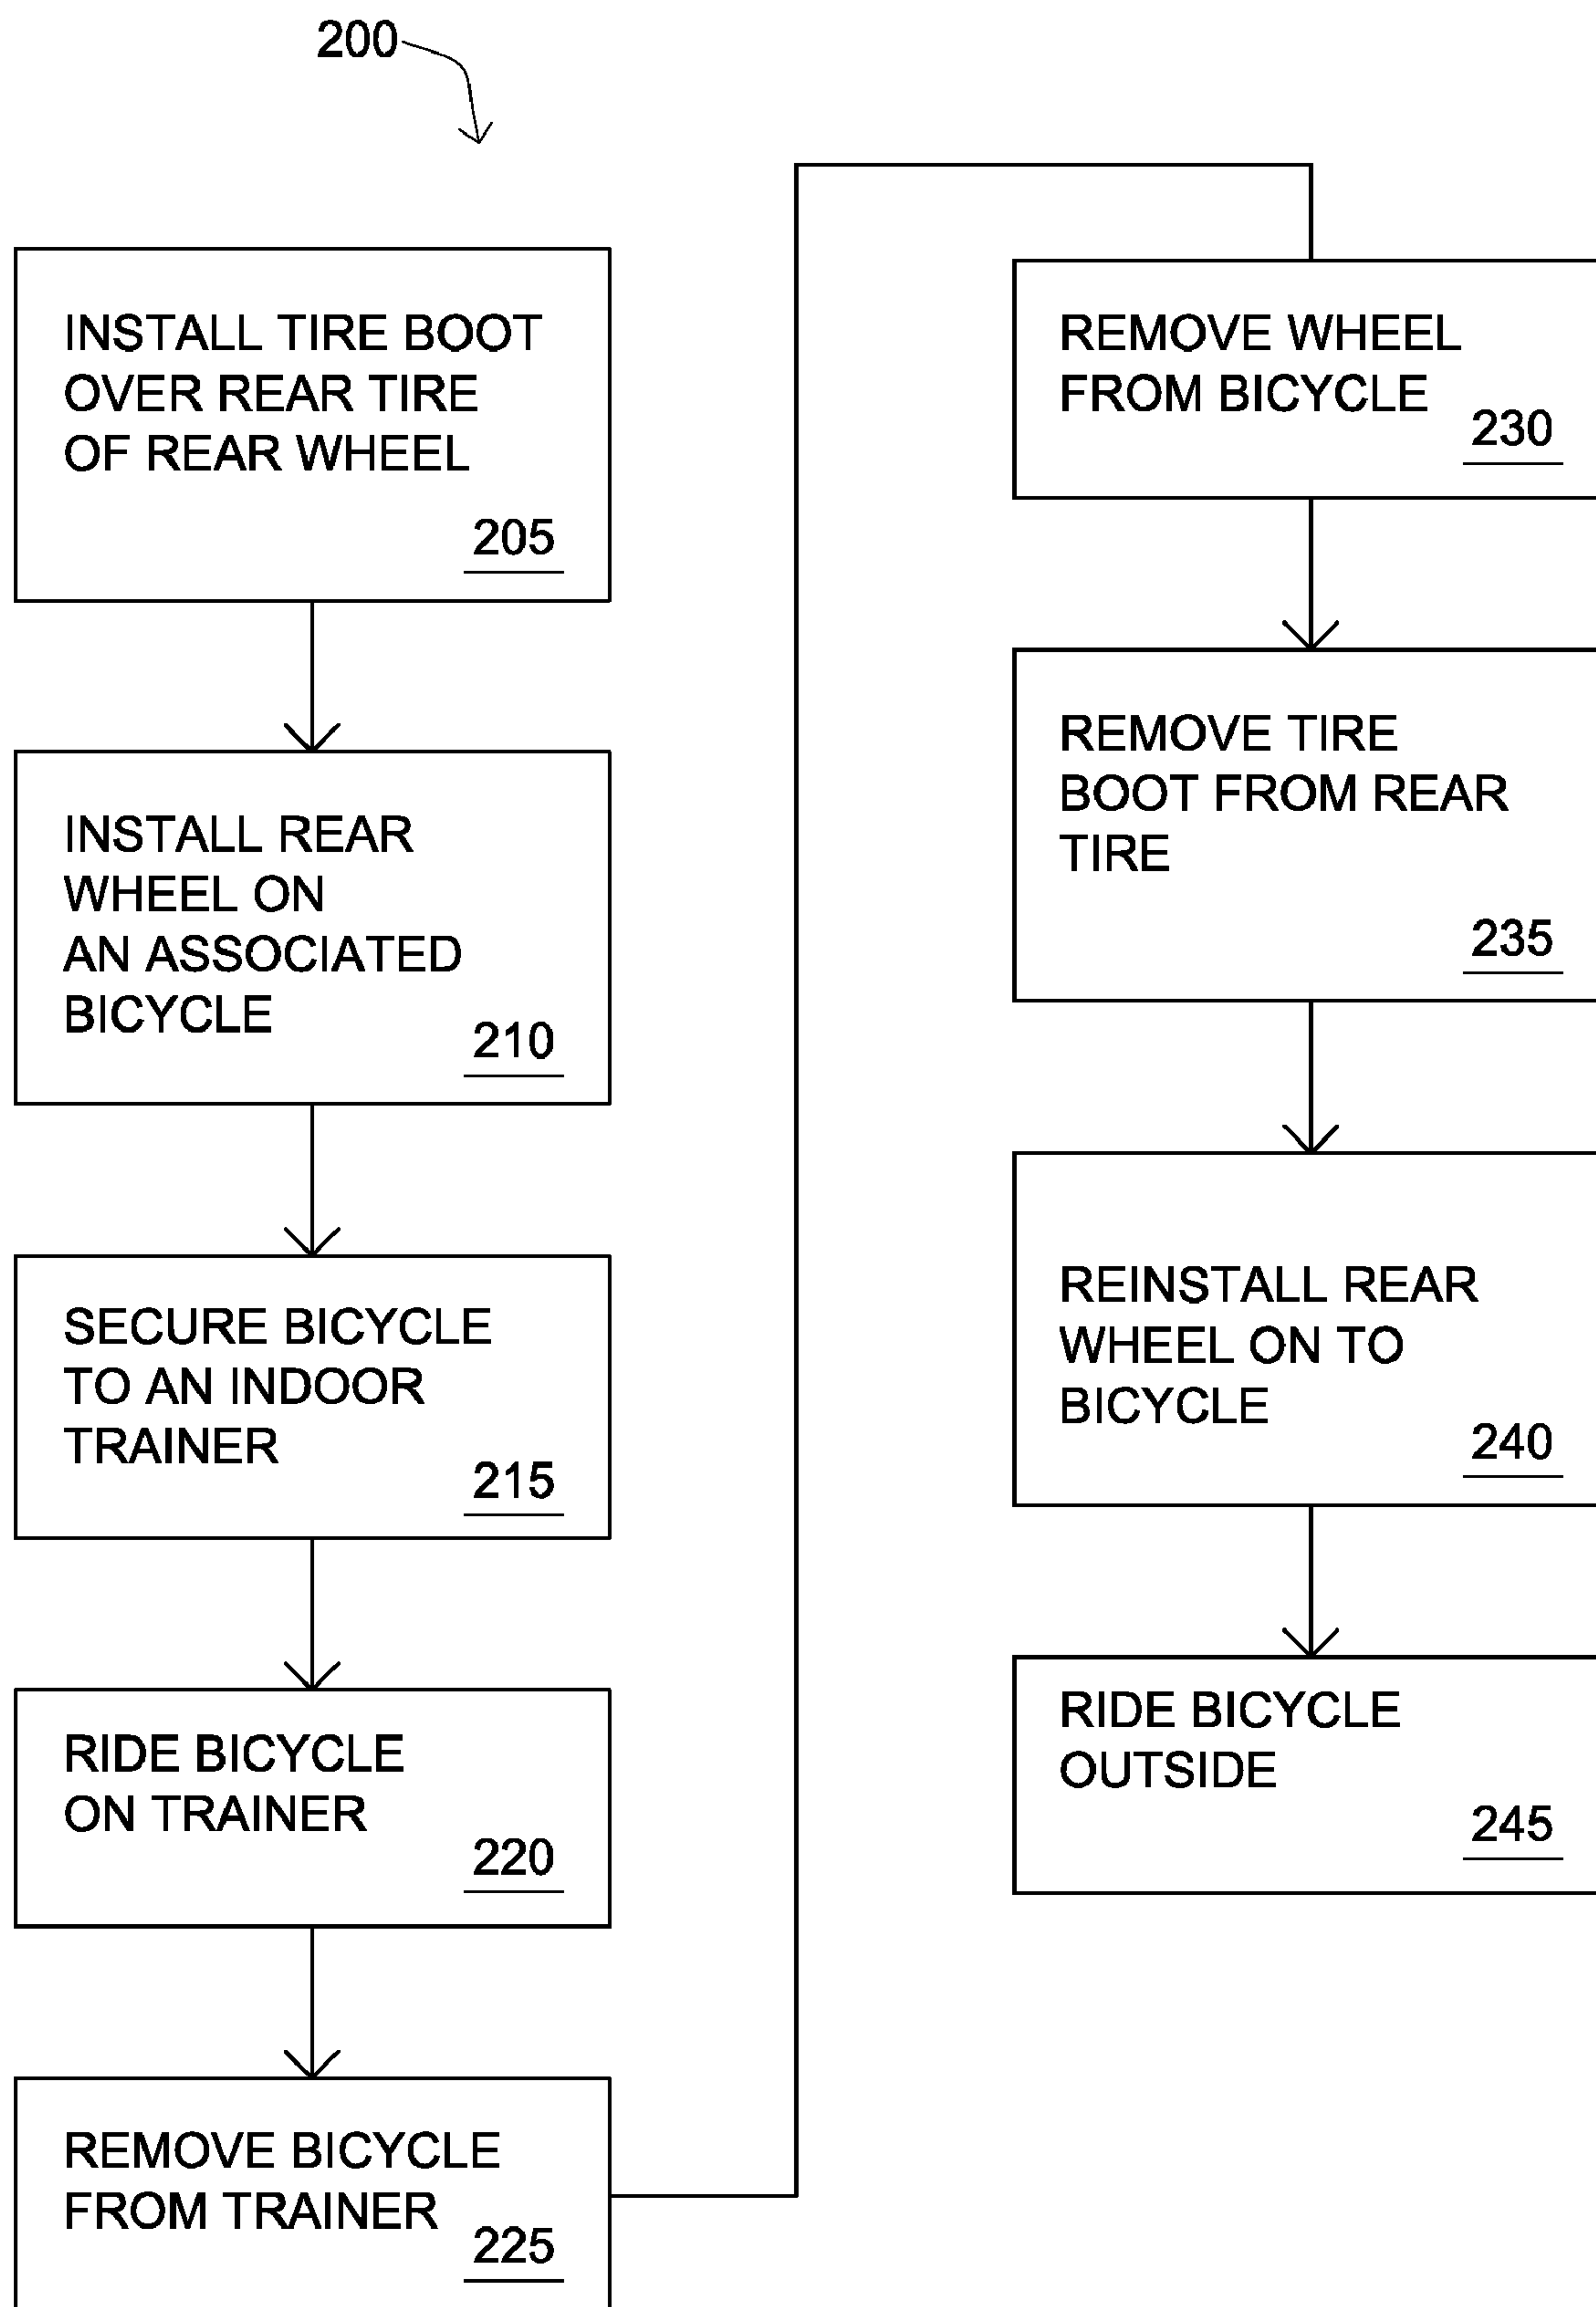 200
INSTALL TIRE BOOT
OVER REAR TIRE
OF REAR WHEEL
205
INSTALL REAR
WHEEL ON
AN ASSOCIATED
BICYCLE
210
SECURE BICYCLE
TO AN INDOOR
TRAINER
215
RIDE BICYCLE
ON TRAINER
220
REMOVE BICYCLE
FROM TRAINER
225
REMOVE WHEEL
FROM BICYCLE
230
REMOVE TIRE
BOOT FROM REAR
TIRE
235
REINSTALL REAR
WHEEL ON TO
BICYCLE
240
RIDE BICYCLE
OUTSIDE
245